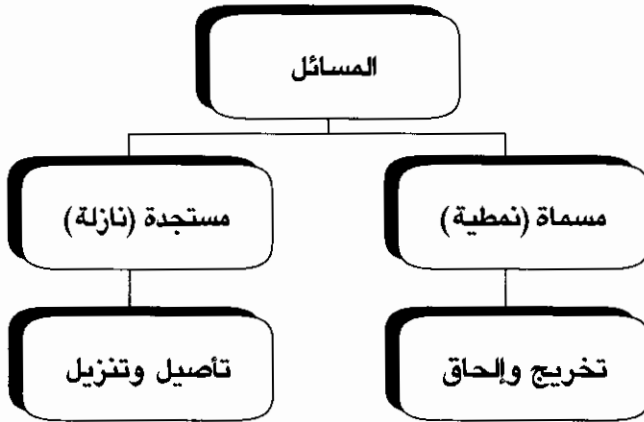 المسائل
مسماة (نمطية)
مستجدة (نازلة)
تخريج وإلحاق
تأصيل وتنزيل